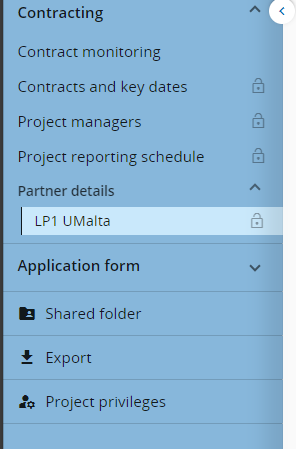 Contracting
Contract monitoring
Contracts and key dates
Project managers
Project reporting schedule
Partner details
LP1 UMalta
Application form
Shared folder
Export
Project privileges